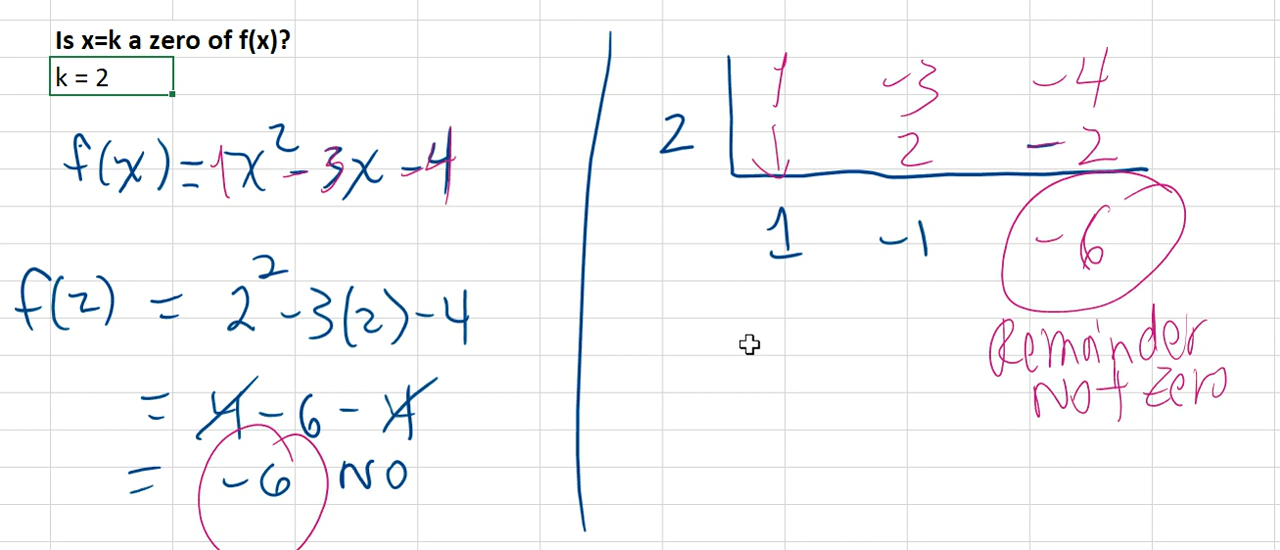 Is x=k a zero of f(x)?
k = 2
f(x) = 1x² - 3x - 4
f(2) = 2² - 3(2) - 4
= 4 - 6 - 4
= -6 NO
1 -3 -4
2 ↓ 2 -2
1 -1 -6
Remainder
not zero